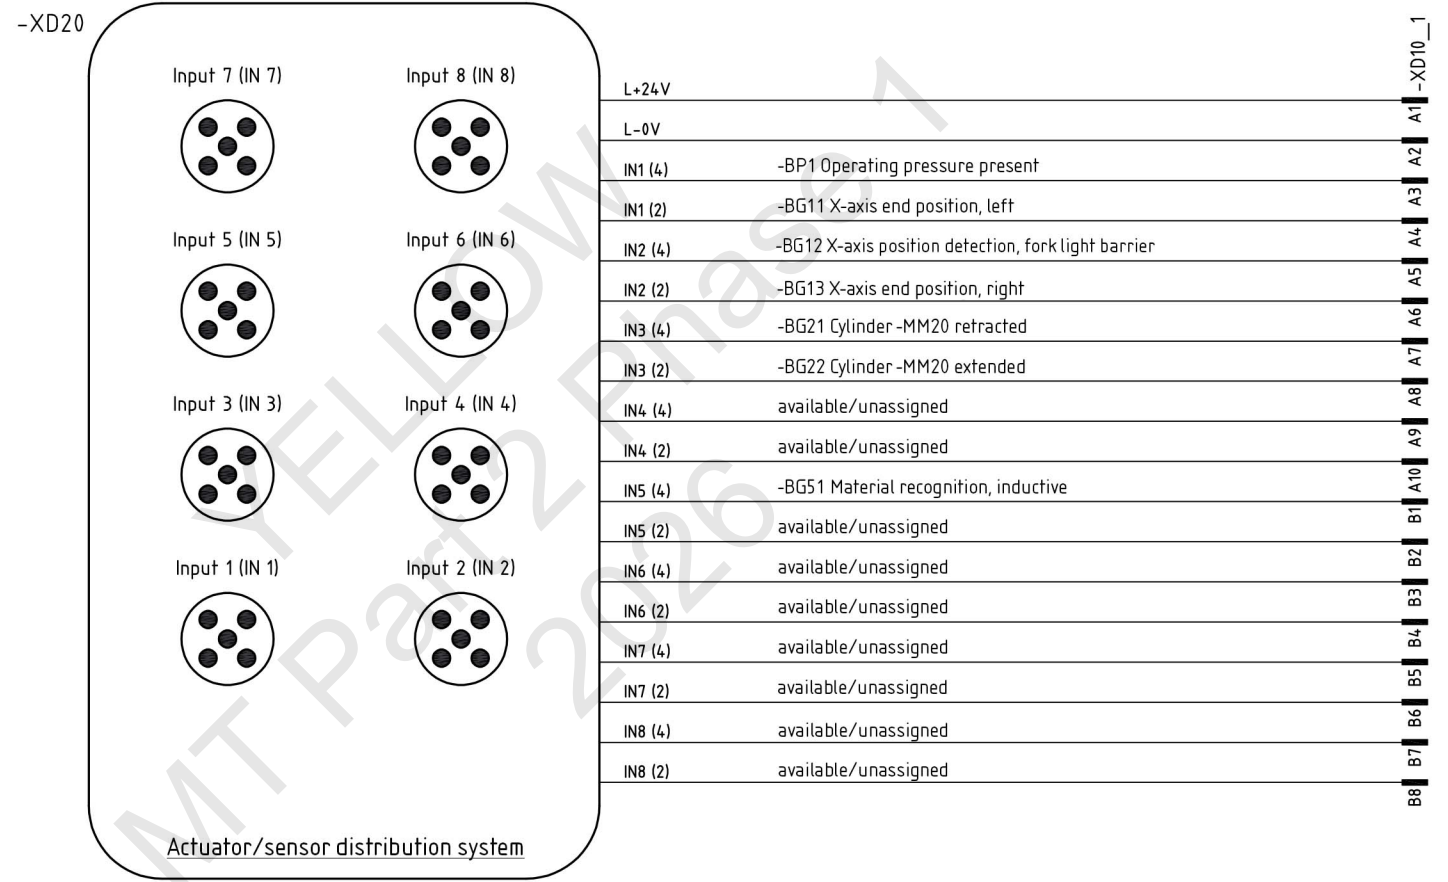 -XD20
Input 7 (IN 7)
Input 8 (IN 8)
Input 5 (IN 5)
Input 6 (IN 6)
Input 3 (IN 3)
Input 4 (IN 4)
Input 1 (IN 1)
Input 2 (IN 2)
Actuator/sensor distribution system
-XD10__1
L+24V
A1
L-0V
A2
IN1 (4) -BP1 Operating pressure present
A3
IN1 (2) -BG11 X-axis end position, left
A4
IN2 (4) -BG12 X-axis position detection, fork light barrier
A5
IN2 (2) -BG13 X-axis end position, right
A6
IN3 (4) -BG21 Cylinder -MM20 retracted
A7
IN3 (2) -BG22 Cylinder -MM20 extended
A8
IN4 (4) available/unassigned
A9
IN4 (2) available/unassigned
A10
IN5 (4) -BG51 Material recognition, inductive
B1
IN5 (2) available/unassigned
B2
IN6 (4) available/unassigned
B3
IN6 (2) available/unassigned
B4
IN7 (4) available/unassigned
B5
IN7 (2) available/unassigned
B6
IN8 (4) available/unassigned
B7
IN8 (2) available/unassigned
B8
YELLOW
MT Part 2 Phase 1
2026